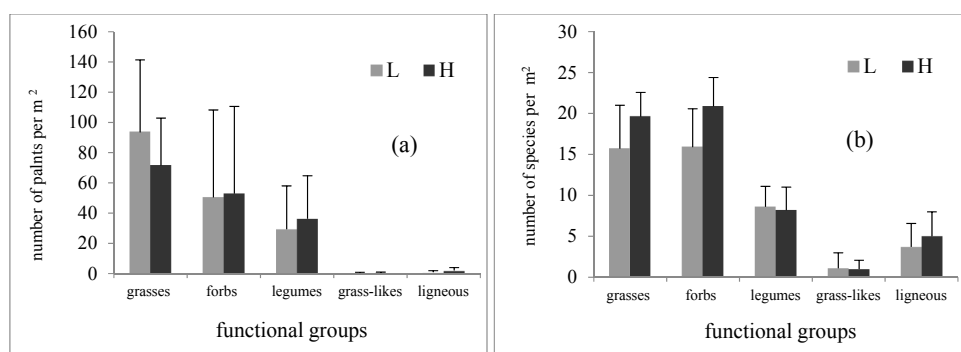 160
140
120
100
80
60
40
20
0
number of palnts per m 2
L H
(a)
grasses forbs legumes grass-likes ligneous
functional groups
30
25
20
15
10
5
0
number of species per m2
L H
(b)
grasses forbs legumes grass-likes ligneous
functional groups